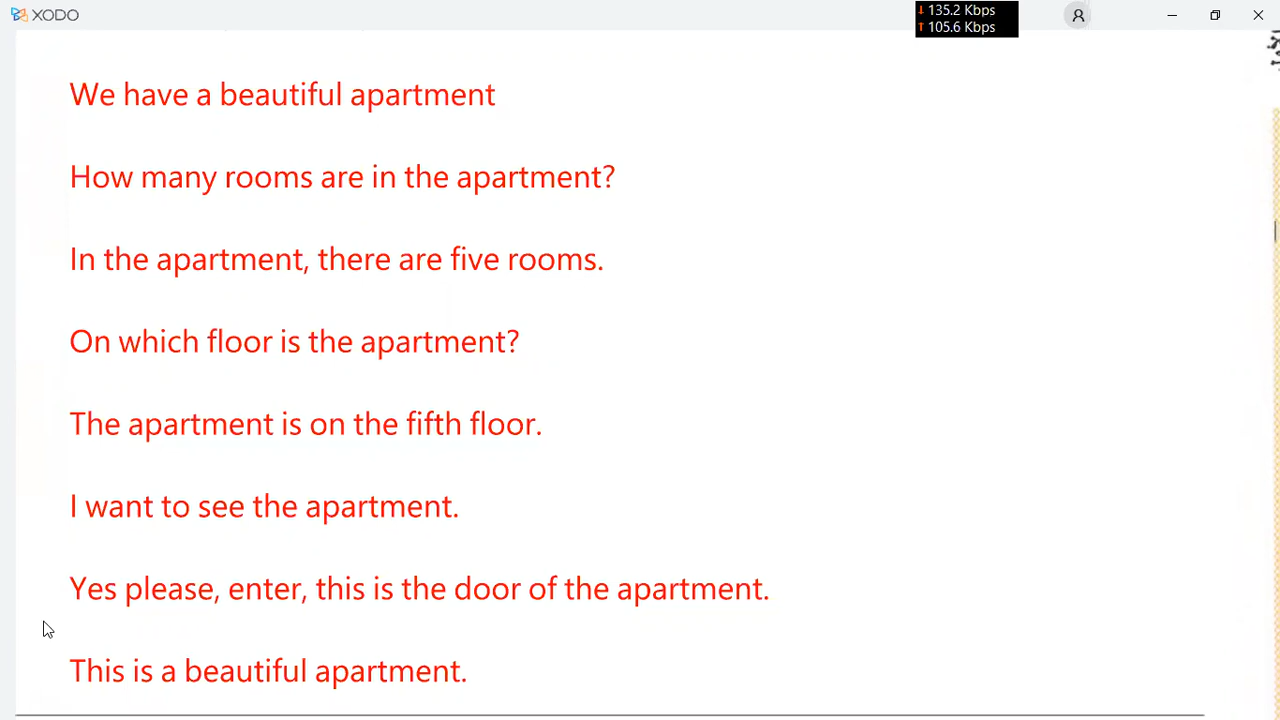 XODO
135.2 Kbps
105.6 Kbps
We have a beautiful apartment
How many rooms are in the apartment?
In the apartment, there are five rooms.
On which floor is the apartment?
The apartment is on the fifth floor.
I want to see the apartment.
Yes please, enter, this is the door of the apartment.
This is a beautiful apartment.